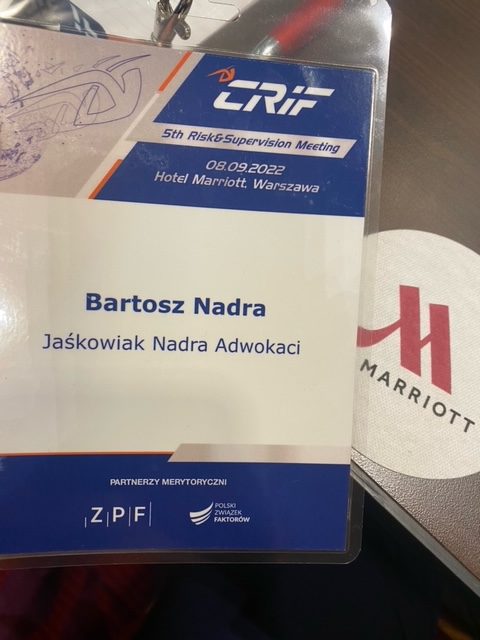 CRIF
5th Risk&Supervision Meeting
08.09.2022
Hotel Marriott, Warszawa
Bartosz Nadra
Jaśkowiak Nadra Adwokaci
PARTNERZY MERYTORYCZNI
ZPF
POLSKI
ZWIĄZEK
FAKTORÓW
MARRIOTT